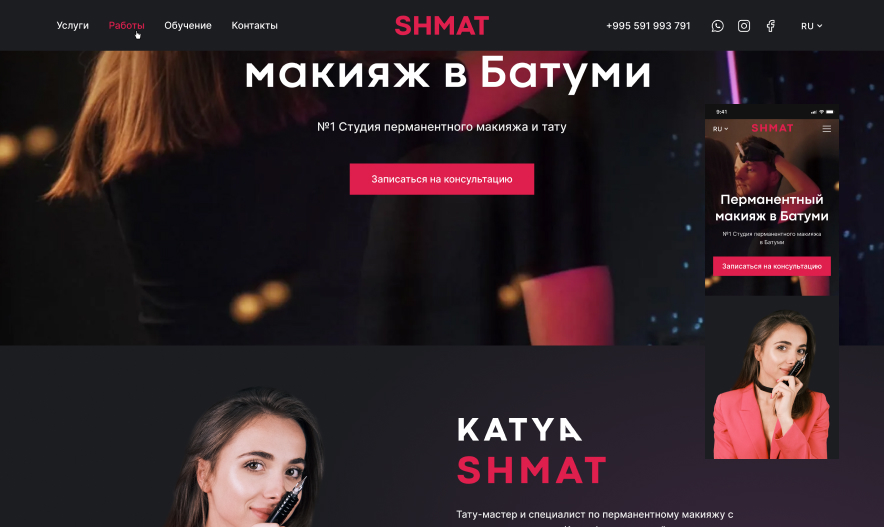 Услуги
Работы
Обучение
Контакты
SHMAT
+995 591 993 791
RU
макияж в Батуми
№1 Студия перманентного макияжа и тату
Записаться на консультацию
9:41
RU
SHMAT
Перманентный
макияж в Батуми
№1 Студия перманентного макияжа
в Батуми
Записаться на консультацию
KATYA
SHMAT
Тату-мастер и специалист по перманентному макияжу с